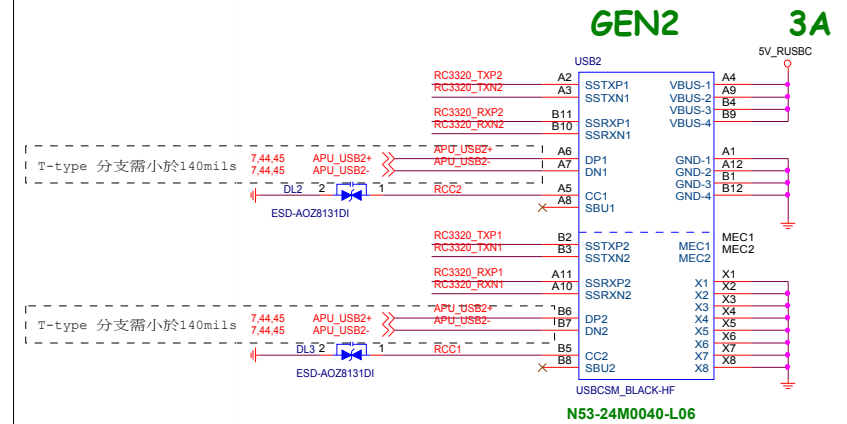 GEN2 3A
5V_RUSBC
USB2
RC3320_TXP2 A2 SSTXP1 VBUS-1 A4
RC3320_TXN2 A3 SSTXN1 VBUS-2 A9
VBUS-3 B4
RC3320_RXP2 B11 SSRXP1 VBUS-4 B9
RC3320_RXN2 B10 SSRXN1
T-type 分支需小於140mils
7,44,45 APU_USB2+ APU_USB2+ A6 DP1 GND-1 A1
7,44,45 APU_USB2- APU_USB2- A7 DN1 GND-2 A12
GND-3 B1
DL2 2 1 RCC2 A5 CC1 GND-4 B12
A8 SBU1
ESD-AOZ8131DI
RC3320_TXP1 B2 SSTXP2 MEC1 MEC1
RC3320_TXN1 B3 SSTXN2 MEC2 MEC2
RC3320_RXP1 A11 SSRXP2 X1 X1
RC3320_RXN1 A10 SSRXN2 X2 X2
X3 X3
T-type 分支需小於140mils
7,44,45 APU_USB2+ APU_USB2+ B6 DP2 X4 X4
7,44,45 APU_USB2- APU_USB2- B7 DN2 X5 X5
X6 X6
DL3 2 1 RCC1 B5 CC2 X7 X7
B8 SBU2 X8 X8
ESD-AOZ8131DI
USBCSM_BLACK-HF
N53-24M0040-L06